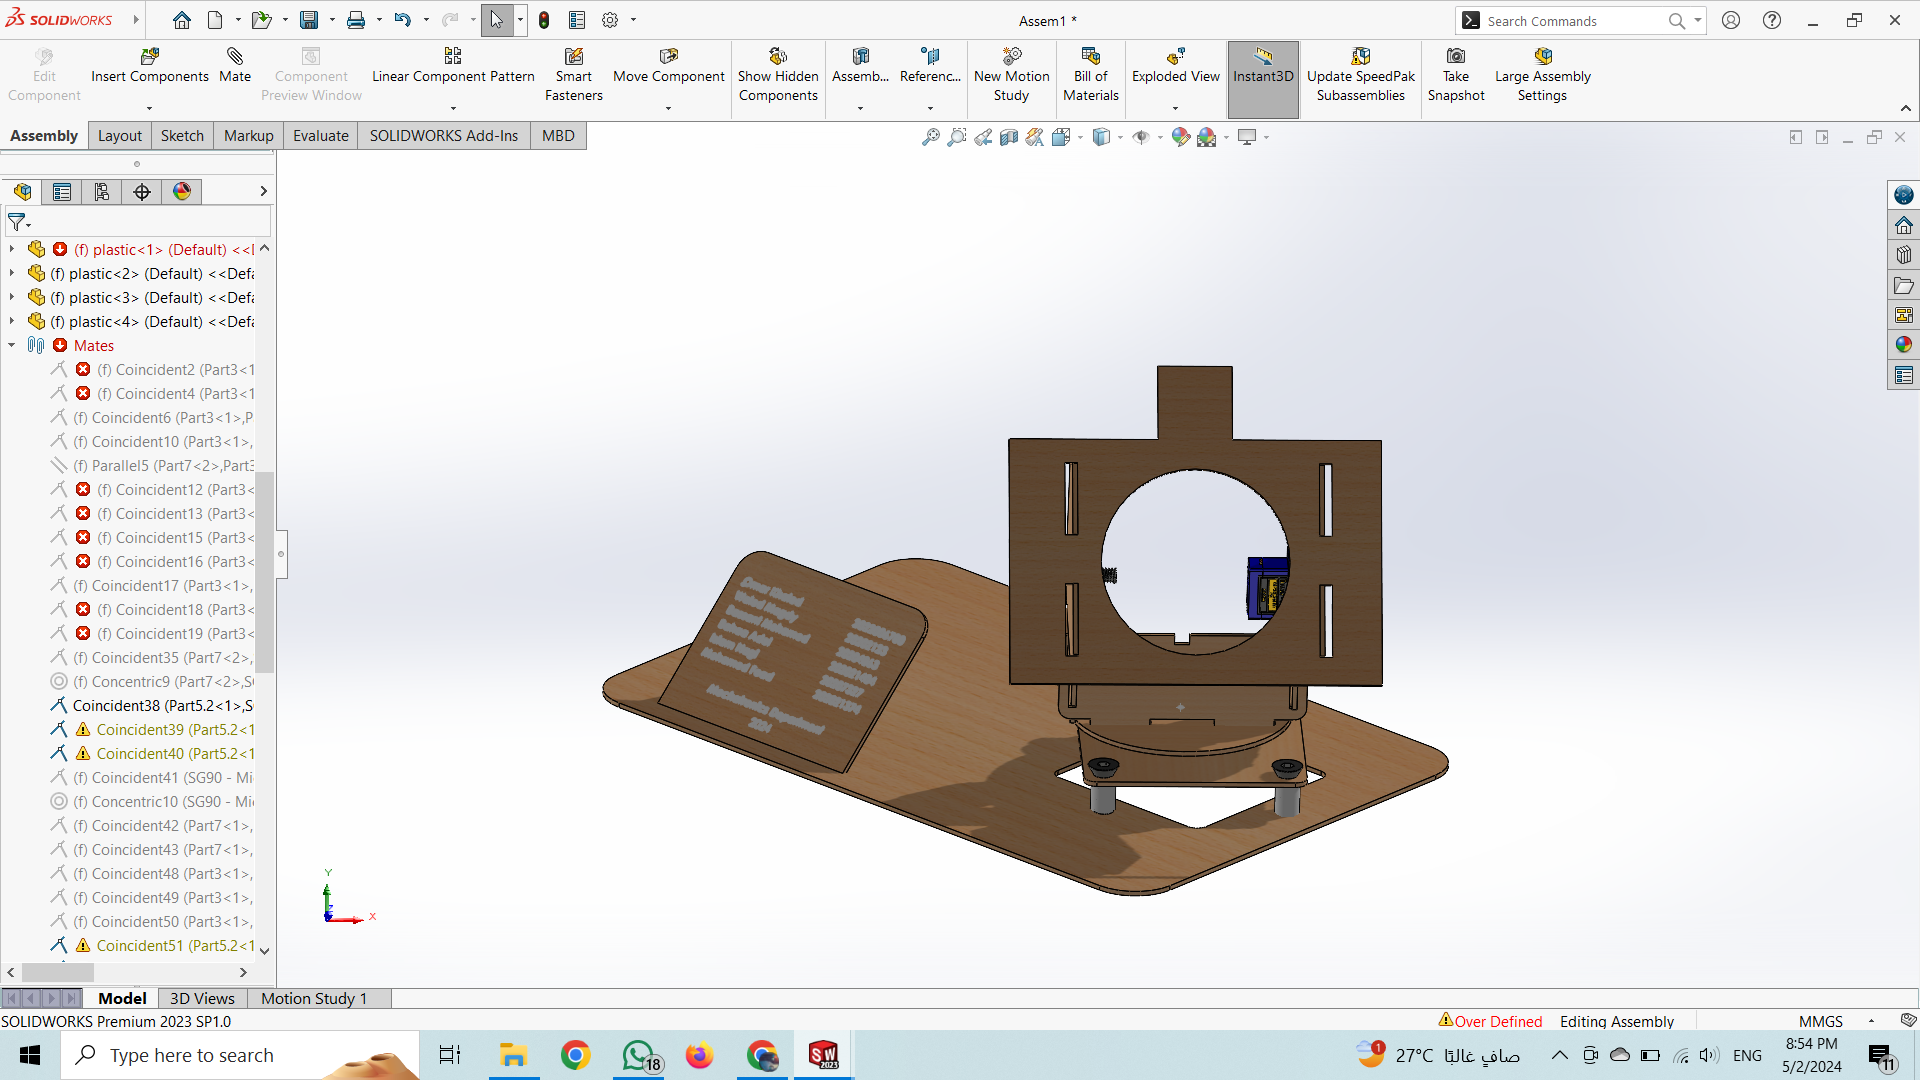 SOLIDWORKS
Assem1 *
Search Commands
Edit Component
Insert Components
Mate
Component Preview Window
Linear Component Pattern
Smart Fasteners
Move Component
Show Hidden Components
Assemb...
Referenc...
New Motion Study
Bill of Materials
Exploded View
Instant3D
Update SpeedPak Subassemblies
Take Snapshot
Large Assembly Settings
Assembly
Layout
Sketch
Markup
Evaluate
SOLIDWORKS Add-Ins
MBD
(f) plastic<1> (Default) <<
(f) plastic<2> (Default) <<Defa
(f) plastic<3> (Default) <<Defa
(f) plastic<4> (Default) <<Defa
Mates
(f) Coincident2 (Part3<1
(f) Coincident4 (Part3<1
(f) Coincident6 (Part3<1>,P
(f) Coincident10 (Part3<1>,
(f) Parallel5 (Part7<2>,Part3
(f) Coincident12 (Part3<
(f) Coincident13 (Part3<
(f) Coincident15 (Part3<
(f) Coincident16 (Part3<
(f) Coincident17 (Part3<1>,
(f) Coincident18 (Part3<
(f) Coincident19 (Part3<
(f) Coincident35 (Part7<2>,
(f) Concentric9 (Part7<2>,S
Coincident38 (Part5.2<1>,S
Coincident39 (Part5.2<1
Coincident40 (Part5.2<1
(f) Coincident41 (SG90 - Mi
(f) Concentric10 (SG90 - Mi
(f) Coincident42 (Part7<1>,
(f) Coincident43 (Part7<1>,
(f) Coincident48 (Part3<1>,
(f) Coincident49 (Part3<1>,
(f) Coincident50 (Part3<1>,
Coincident51 (Part5.2<1
2024
Y
Z
X
Model
3D Views
Motion Study 1
SOLIDWORKS Premium 2023 SP1.0
Over Defined
Editing Assembly
MMGS
Type here to search
18
SW
2023
1
27°C صافٍ غالبًا
ENG
8:54 PM
5/2/2024
11